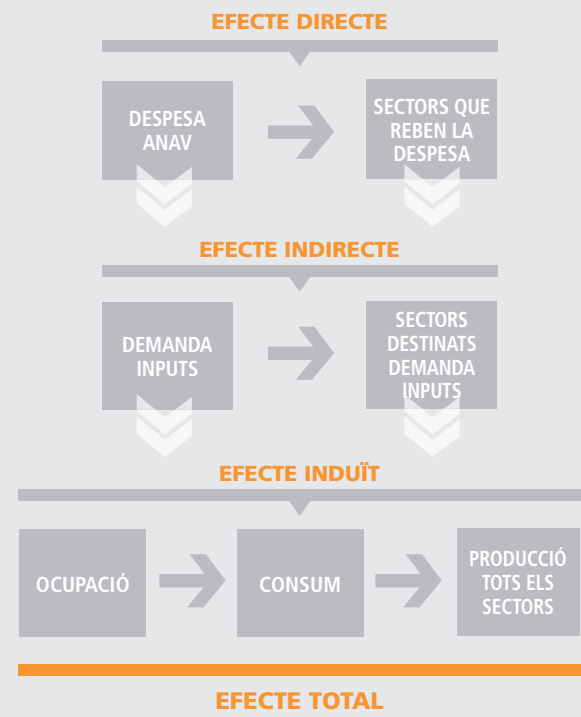 EFECTE DIRECTE
DESPESA
ANAV
SECTORS QUE
REBEN LA
DESPESA
EFECTE INDIRECTE
DEMANDA
INPUTS
SECTORS
DESTINATS
DEMANDA
INPUTS
EFECTE INDUÏT
OCUPACIÓ
CONSUM
PRODUCCIÓ
TOTS ELS
SECTORS
EFECTE TOTAL